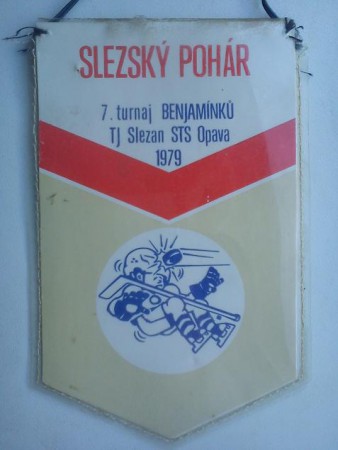 SLEZSKÝ POHÁR
7. turnaj BENJAMÍNKŮ
TJ Slezan STS Opava
1979